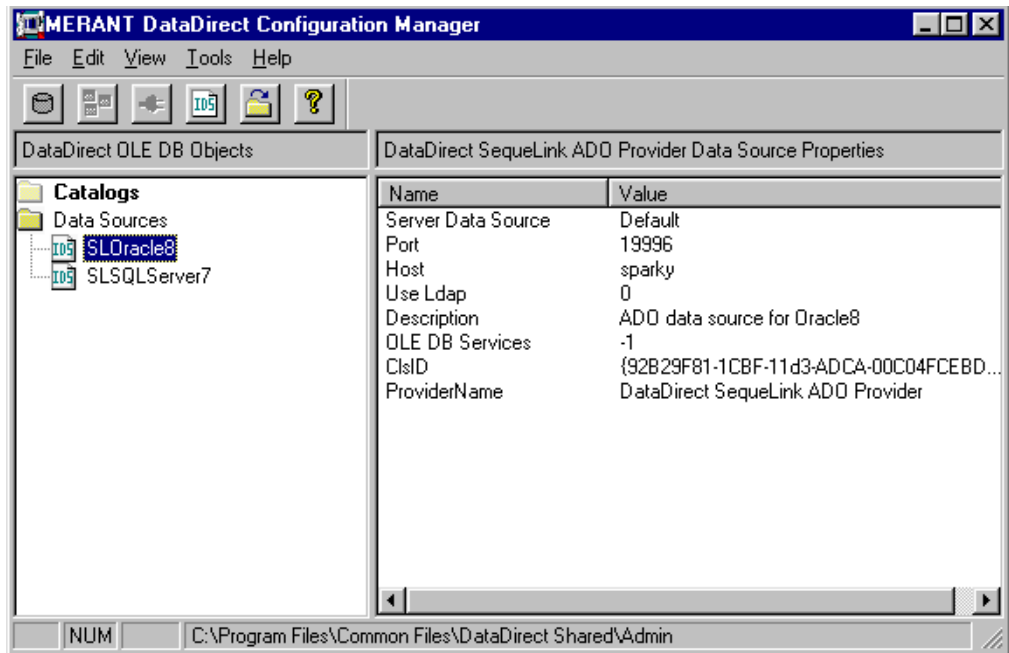 MERANT DataDirect Configuration Manager
File Edit View Tools Help
IDS
DataDirect OLE DB Objects
DataDirect SequeLink ADO Provider Data Source Properties
Catalogs
Data Sources
IDS SLOracle8
IDS SLSQLServer7
Name Value
Server Data Source Default
Port 19996
Host sparky
Use Ldap 0
Description ADO data source for Oracle8
OLE DB Services -1
ClsID {92B29F81-1CBF-11d3-ADCA-00C04FCEBD...
ProviderName DataDirect SequeLink ADO Provider
NUM C:\Program Files\Common Files\DataDirect Shared\Admin